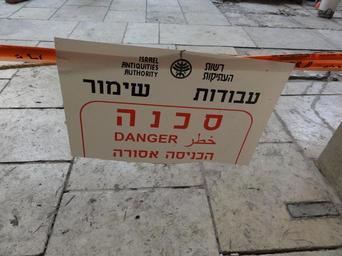 ISRAEL
ANTIQUITIES
AUTHORITY
רשות
העתיקות
עבודות שימור
סכנה
DANGER خطر
הכניסה אסורה